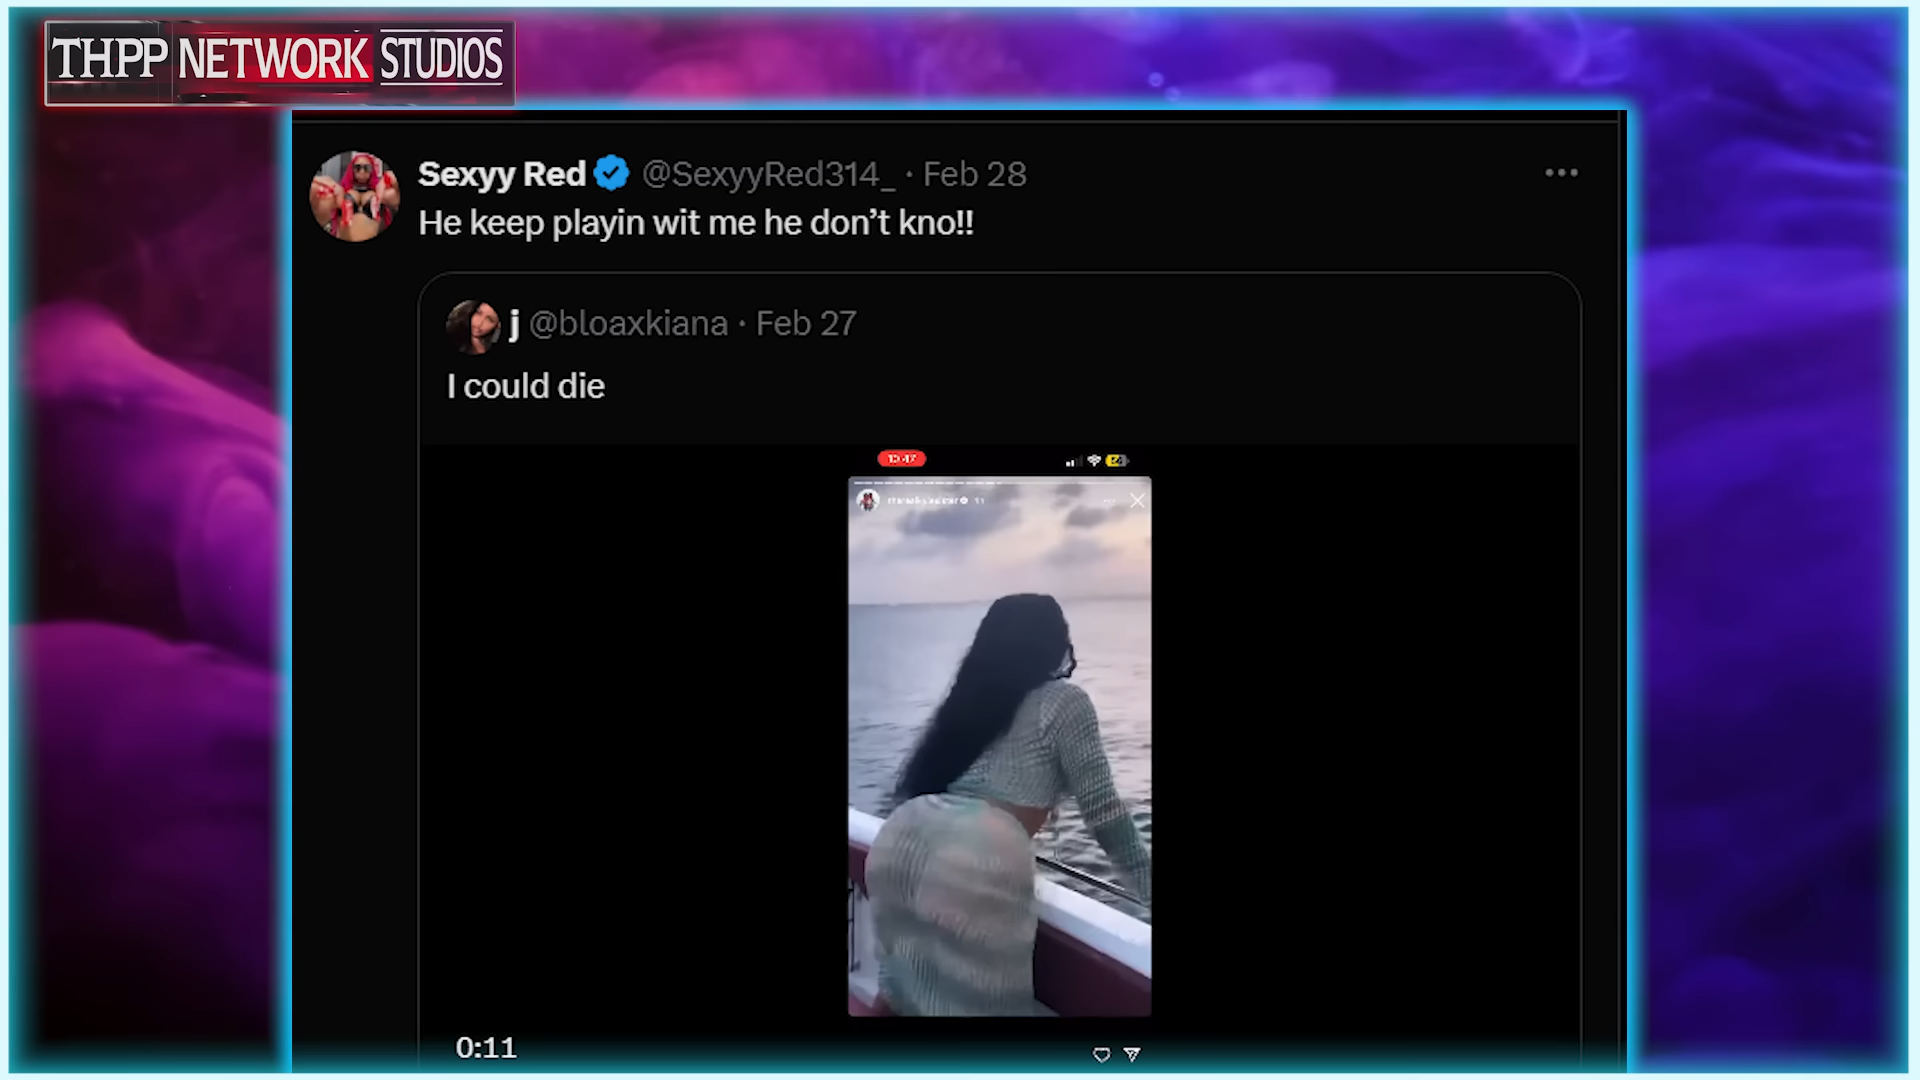 THPP NETWORK STUDIOS
Sexyy Red @SexyyRed314_ · Feb 28
He keep playin wit me he don’t kno!!
j @bloaxkiana · Feb 27
I could die
0:11